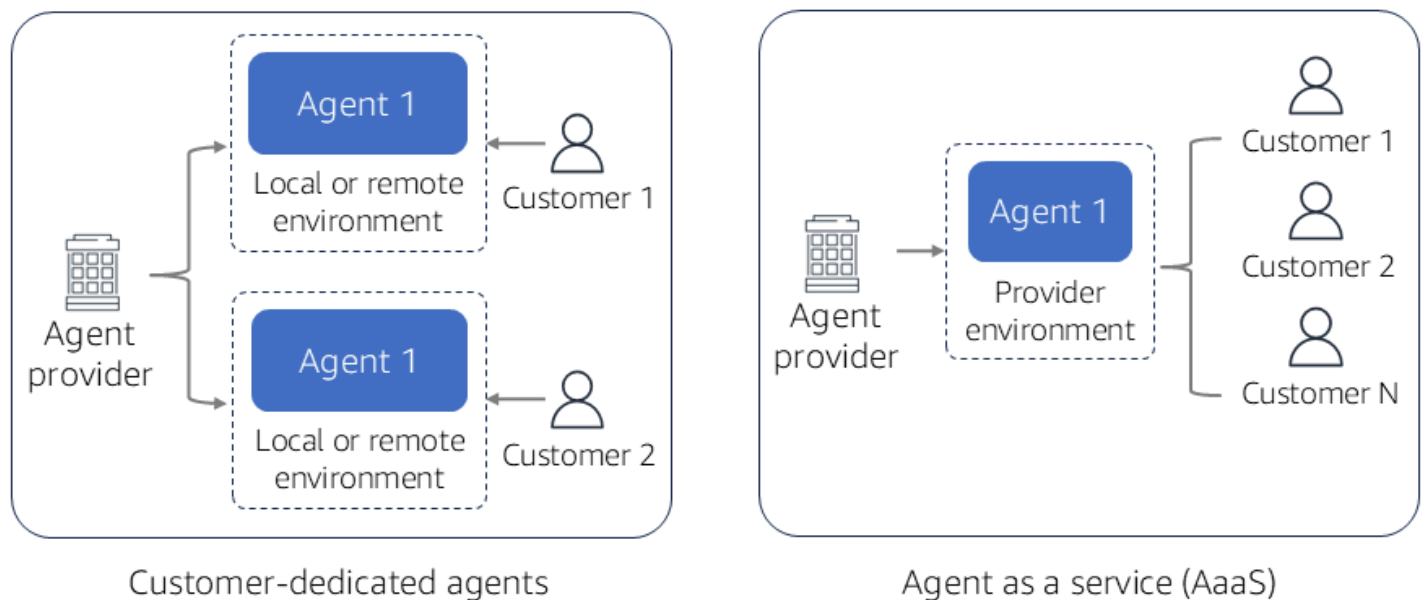 Agent 1
Local or remote
environment
Customer 1
Agent
provider
Agent 1
Local or remote
environment
Customer 2
Customer-dedicated agents
Customer 1
Agent 1
Provider
environment
Agent
provider
Customer 2
Customer N
Agent as a service (AaaS)